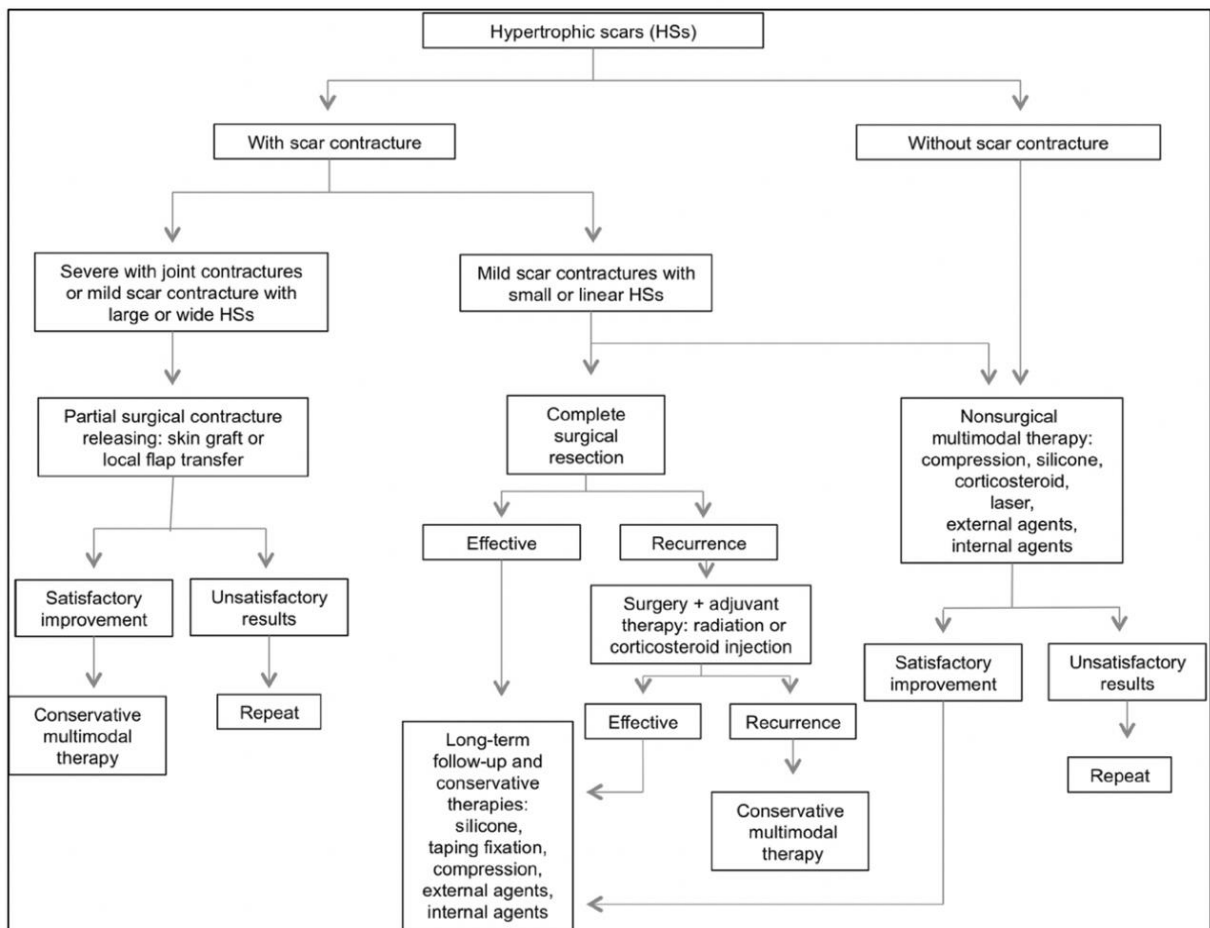 Hypertrophic scars (HSs)
With scar contracture
Without scar contracture
Severe with joint contractures
or mild scar contracture with
large or wide HSs
Mild scar contractures with
small or linear HSs
Partial surgical contracture
releasing: skin graft or
local flap transfer
Complete
surgical
resection
Nonsurgical
multimodal therapy:
compression, silicone,
corticosteroid,
laser,
external agents,
internal agents
Effective
Recurrence
Satisfactory
improvement
Unsatisfactory
results
Surgery + adjuvant
therapy: radiation or
corticosteroid injection
Satisfactory
improvement
Unsatisfactory
results
Conservative
multimodal
therapy
Repeat
Long-term
follow-up and
conservative
therapies:
silicone,
taping fixation,
compression,
external agents,
internal agents
Effective
Recurrence
Conservative
multimodal
therapy
Repeat